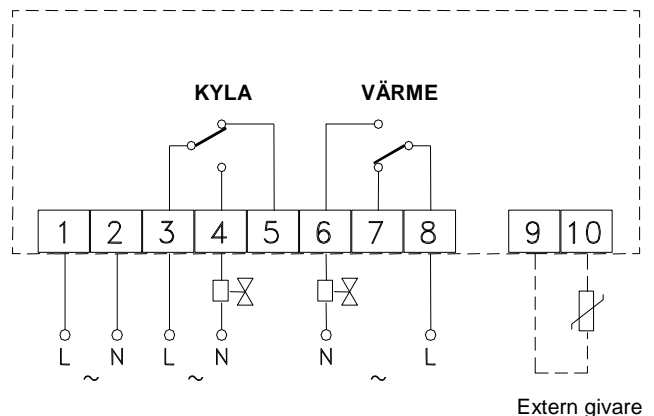 KYLA VÄRME
1 2 3 4 5 6 7 8 9 10
L N L N N L
~ ~ ~
Extern givare